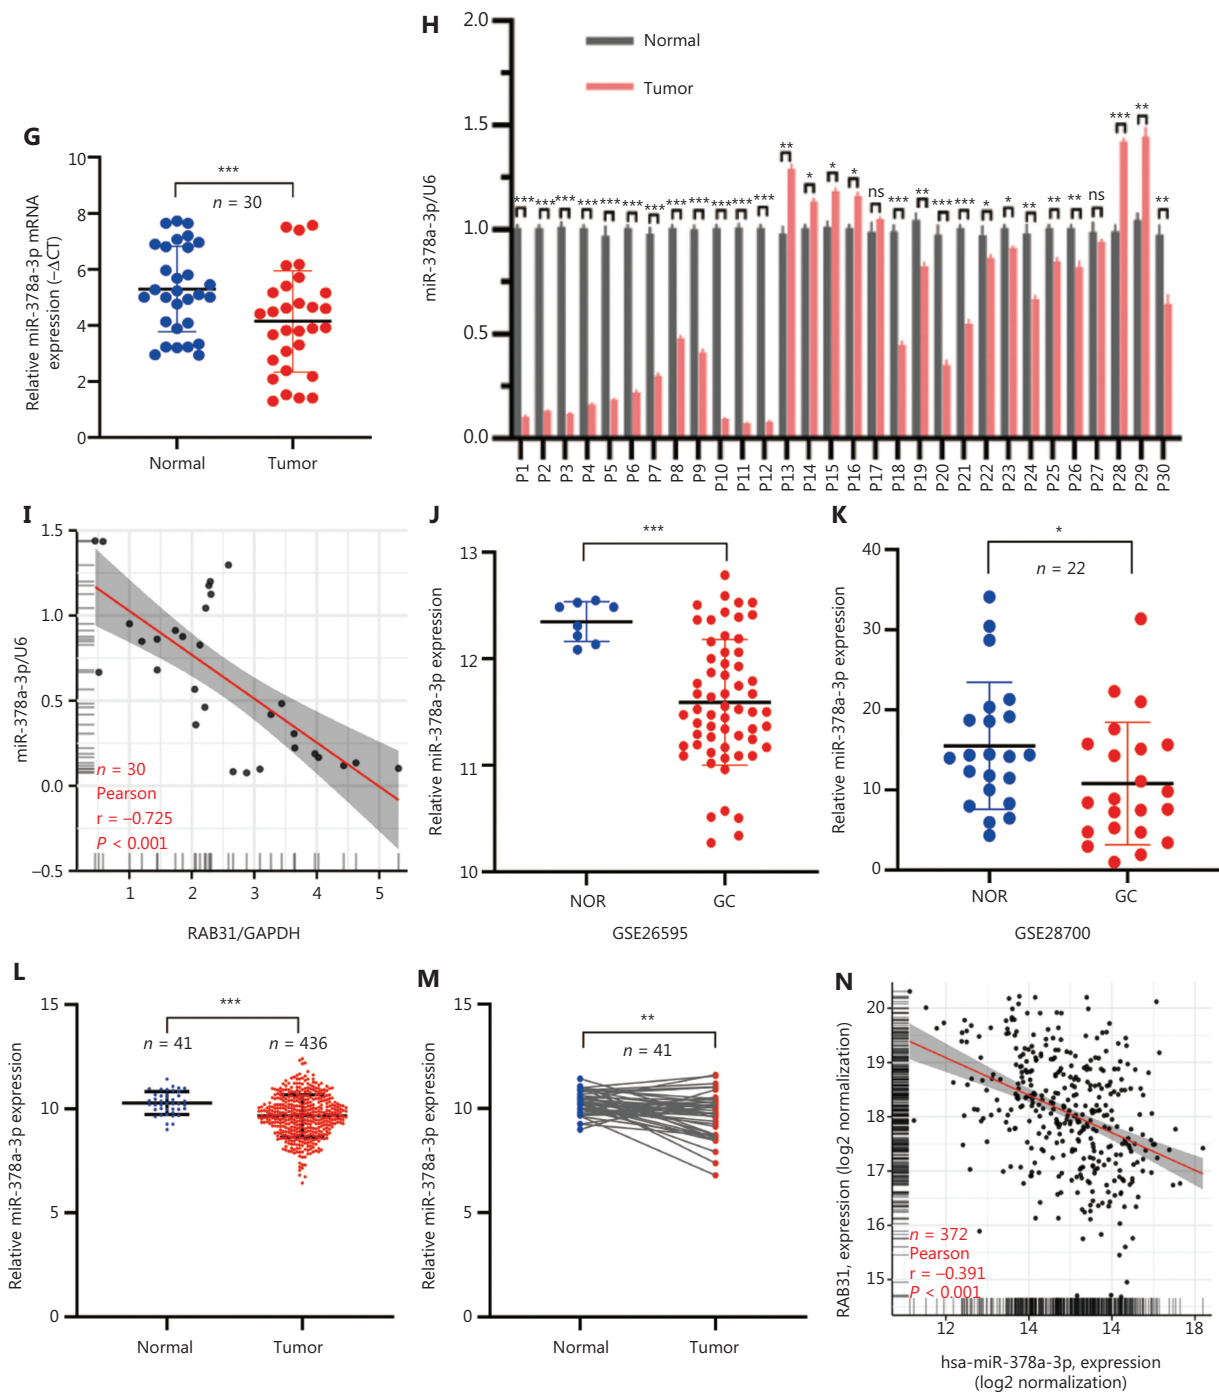 G
Relative miR-378a-3p mRNA
expression (−ΔCT)
10
8
6
4
2
0
***
n = 30
Normal
Tumor
H
miR-378a-3p/U6
2.0
1.5
1.0
0.5
0.0
Normal
Tumor
*** *** *** *** *** *** *** *** *** *** *** *** ** * * * ns *** ** *** *** * * ** ** ** ns *** ** **
P1 P2 P3 P4 P5 P6 P7 P8 P9 P10 P11 P12 P13 P14 P15 P16 P17 P18 P19 P20 P21 P22 P23 P24 P25 P26 P27 P28 P29 P30
I
miR-378a-3p/U6
1.5
1.0
0.5
0.0
−0.5
n = 30
Pearson
r = −0.725
P < 0.001
1 2 3 4 5
RAB31/GAPDH
J
Relative miR-378a-3p expression
13
12
11
10
***
NOR
GC
GSE26595
K
Relative miR-378a-3p expression
40
30
20
10
0
*
n = 22
NOR
GC
GSE28700
L
Relative miR-378a-3p expression
15
10
5
0
***
n = 41
n = 436
Normal
Tumor
M
Relative miR-378a-3p expression
15
10
5
0
**
n = 41
Normal
Tumor
N
RAB31, expression (log2 normalization)
20
19
18
17
16
15
n = 372
Pearson
r = −0.391
P < 0.001
12 14 14 18
hsa-miR-378a-3p, expression
(log2 normalization)